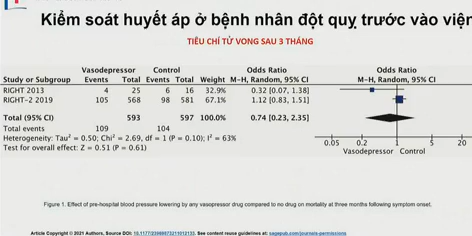 Kiểm soát huyết áp ở bệnh nhân đột quỵ trước vào viện
TIÊU CHÍ TỬ VONG SAU 3 THÁNG
Vasodepressor Control Odds Ratio Odds Ratio
Study or Subgroup Events Total Events Total Weight M-H, Random, 95% CI M-H, Random, 95% CI
RIGHT 2013 4 25 6 16 32.9% 0.32 [0.07, 1.38]
RIGHT-2 2019 105 568 98 581 67.1% 1.12 [0.83, 1.51]
Total (95% CI) 593 597 100.0% 0.74 [0.23, 2.35]
Total events 109 104
Heterogeneity: Tau² = 0.50; Chi² = 2.69, df = 1 (P = 0.10); I² = 63%
Test for overall effect: Z = 0.51 (P = 0.61)
0.05 0.2 1 5 20
Vasodepressor Control
Figure 1. Effect of pre-hospital blood pressure lowering by any vasopressor drug compared to no drug on mortality at three months following symptom onset.
Article Copyright © 2021 Authors, Source DOI: 10.1177/23969873211012133. See content reuse guidelines at: sagepub.com/journals-permissions